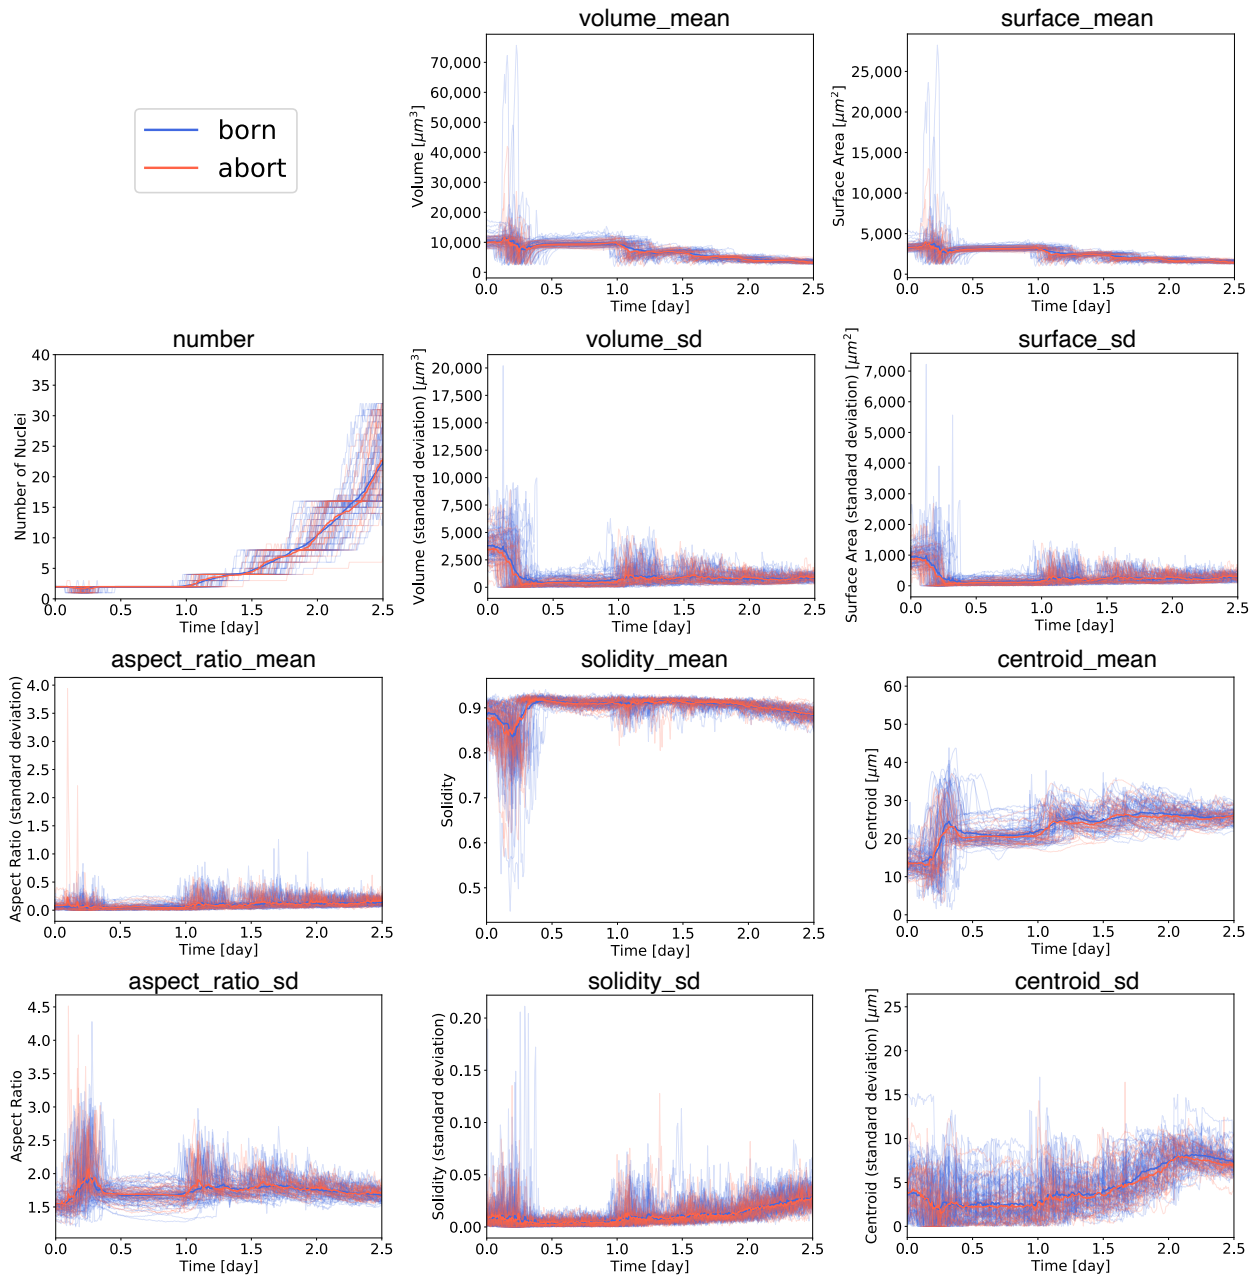 born
abort
volume_mean
Volume [μm³]
70,000
60,000
50,000
40,000
30,000
20,000
10,000
0
0.0 0.5 1.0 1.5 2.0 2.5
Time [day]
surface_mean
Surface Area [μm²]
25,000
20,000
15,000
10,000
5,000
0
0.0 0.5 1.0 1.5 2.0 2.5
Time [day]
number
Number of Nuclei
40
35
30
25
20
15
10
5
0
0.0 0.5 1.0 1.5 2.0 2.5
Time [day]
volume_sd
Volume (standard deviation) [μm³]
20,000
17,500
15,000
12,500
10,000
7,500
5,000
2,500
0
0.0 0.5 1.0 1.5 2.0 2.5
Time [day]
surface_sd
Surface Area (standard deviation) [μm²]
7,000
6,000
5,000
4,000
3,000
2,000
1,000
0
0.0 0.5 1.0 1.5 2.0 2.5
Time [day]
aspect_ratio_mean
Aspect Ratio (standard deviation)
4.0
3.5
3.0
2.5
2.0
1.5
1.0
0.5
0.0
0.0 0.5 1.0 1.5 2.0 2.5
Time [day]
solidity_mean
Solidity
0.9
0.8
0.7
0.6
0.5
0.0 0.5 1.0 1.5 2.0 2.5
Time [day]
centroid_mean
Centroid [μm]
60
50
40
30
20
10
0
0.0 0.5 1.0 1.5 2.0 2.5
Time [day]
aspect_ratio_sd
Aspect Ratio
4.5
4.0
3.5
3.0
2.5
2.0
1.5
0.0 0.5 1.0 1.5 2.0 2.5
Time [day]
solidity_sd
Solidity (standard deviation)
0.20
0.15
0.10
0.05
0.00
0.0 0.5 1.0 1.5 2.0 2.5
Time [day]
centroid_sd
Centroid (standard deviation) [μm]
25
20
15
10
5
0
0.0 0.5 1.0 1.5 2.0 2.5
Time [day]